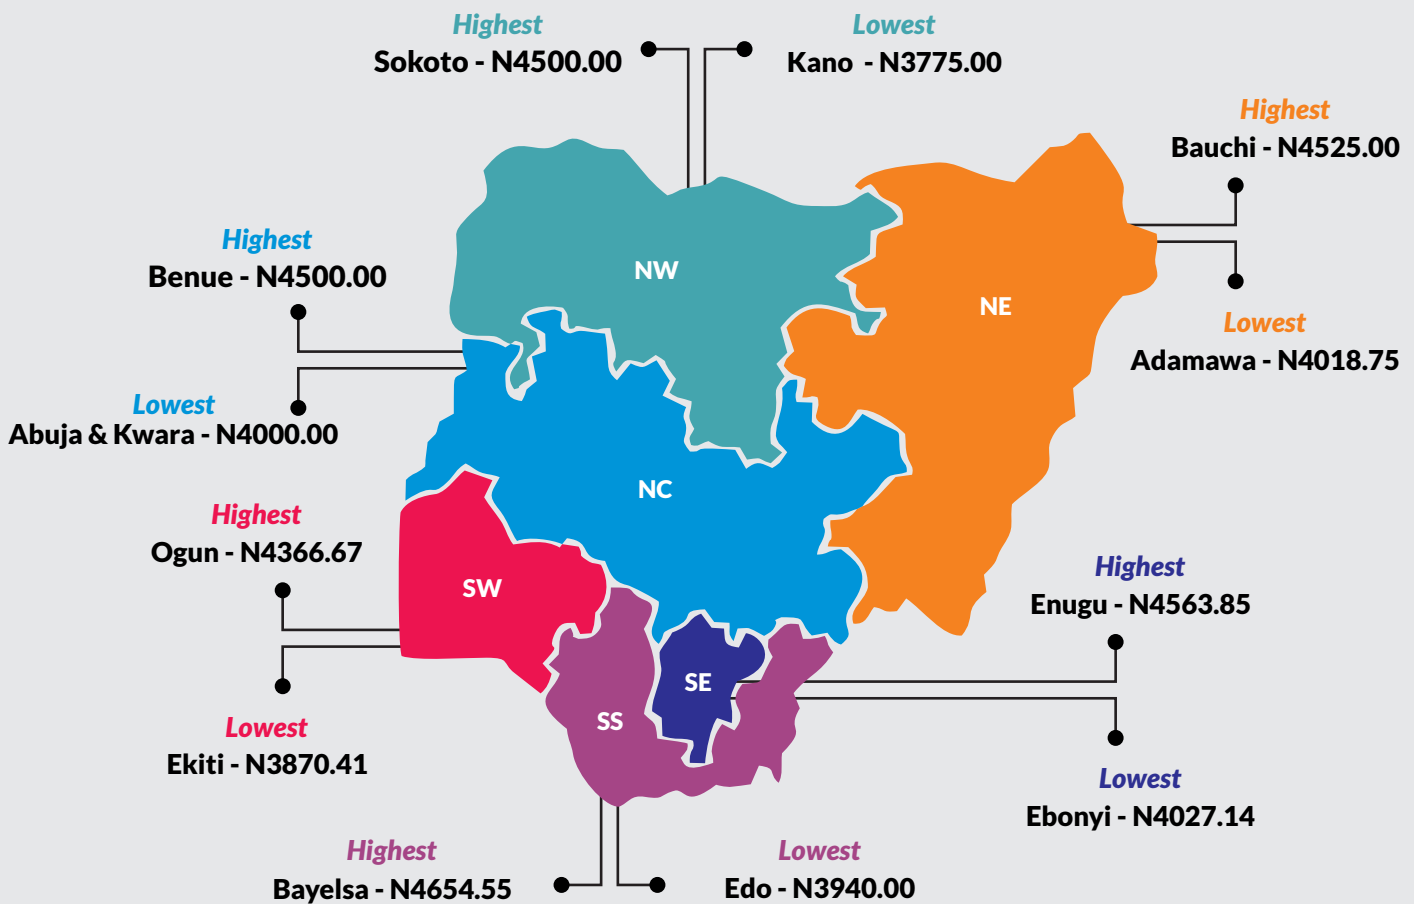 Highest
Sokoto - N4500.00
Lowest
Kano - N3775.00
Highest
Bauchi - N4525.00
Lowest
Adamawa - N4018.75
Highest
Benue - N4500.00
Lowest
Abuja & Kwara - N4000.00
NW
NE
NC
SW
SE
SS
Highest
Ogun - N4366.67
Lowest
Ekiti - N3870.41
Highest
Enugu - N4563.85
Lowest
Ebonyi - N4027.14
Highest
Bayelsa - N4654.55
Lowest
Edo - N3940.00